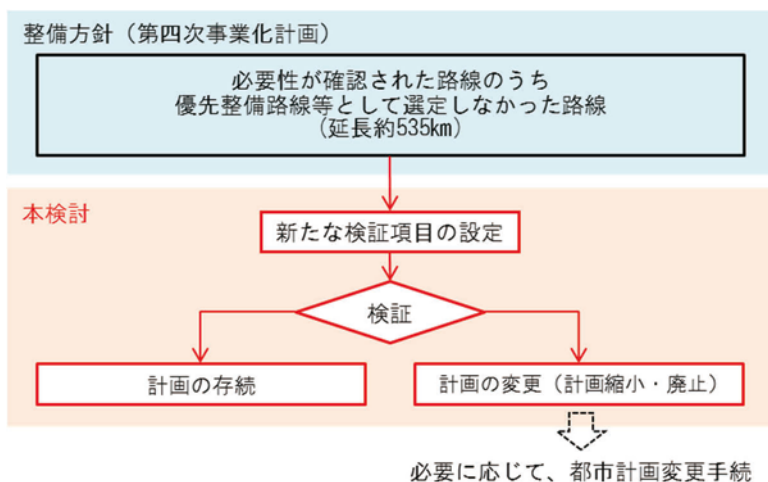 整備方針（第四次事業化計画）
必要性が確認された路線のうち
優先整備路線等として選定しなかった路線
（延長約535km）
本検討
新たな検証項目の設定
検証
計画の存続
計画の変更（計画縮小・廃止）
必要に応じて、都市計画変更手続